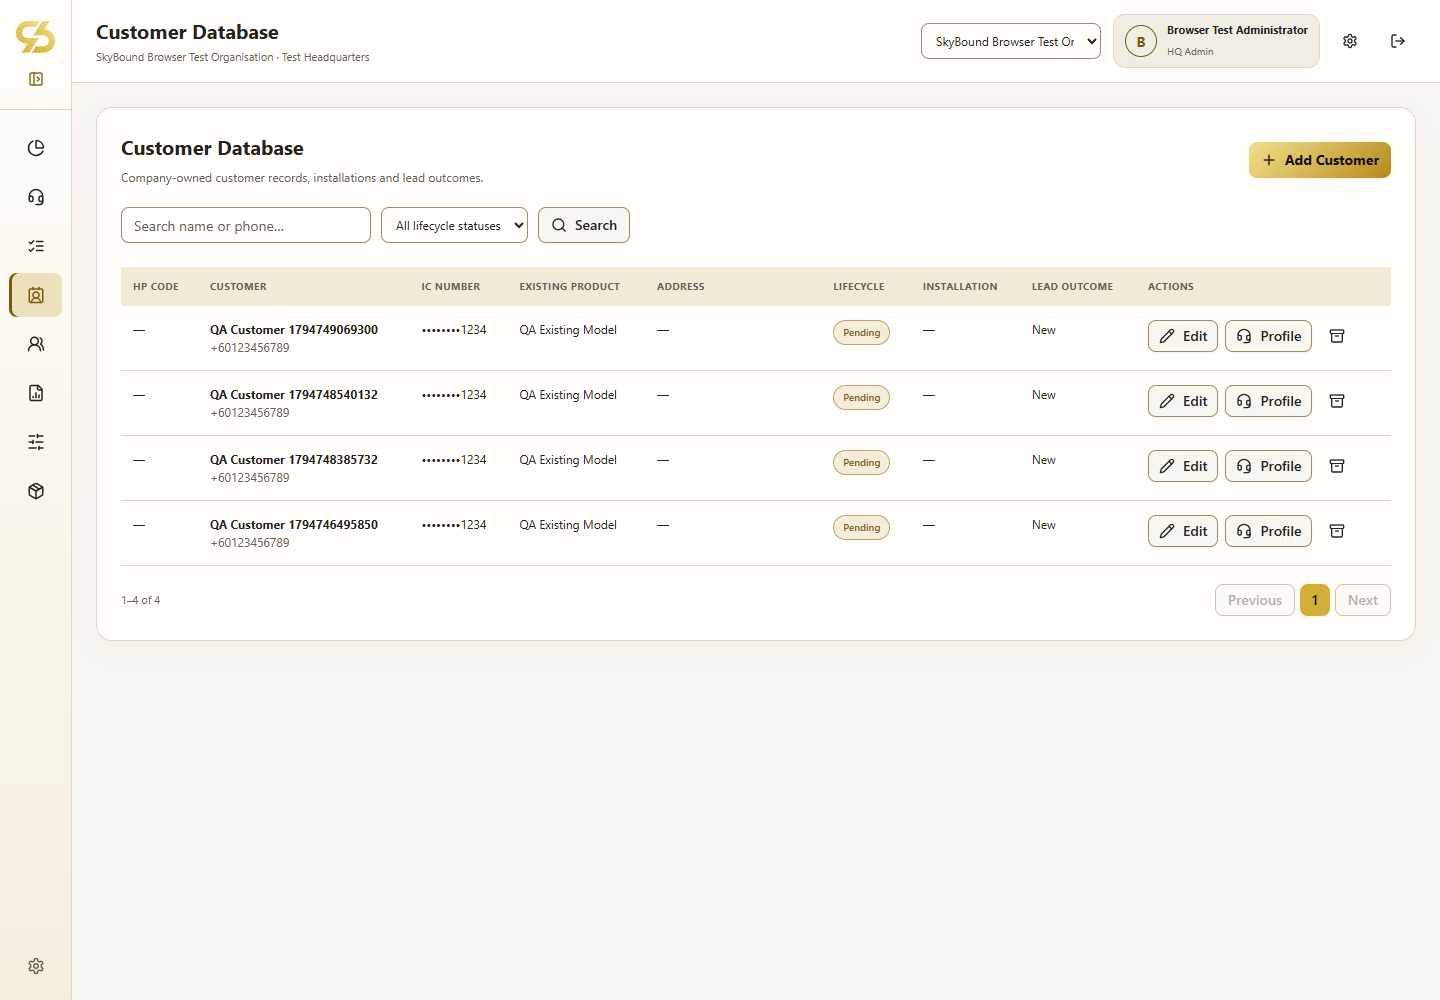 Customer Database
SkyBound Browser Test Organisation · Test Headquarters
SkyBound Browser Test Or
B
Browser Test Administrator
HQ Admin
Customer Database
Company-owned customer records, installations and lead outcomes.
Add Customer
Search name or phone...
All lifecycle statuses
Search
HP CODE CUSTOMER IC NUMBER EXISTING PRODUCT ADDRESS LIFECYCLE INSTALLATION LEAD OUTCOME ACTIONS
— QA Customer 1794749069300 ••••••••1234 QA Existing Model — Pending — New Edit Profile
+60123456789
— QA Customer 1794748540132 ••••••••1234 QA Existing Model — Pending — New Edit Profile
+60123456789
— QA Customer 1794748385732 ••••••••1234 QA Existing Model — Pending — New Edit Profile
+60123456789
— QA Customer 1794746495850 ••••••••1234 QA Existing Model — Pending — New Edit Profile
+60123456789
1–4 of 4
Previous 1 Next